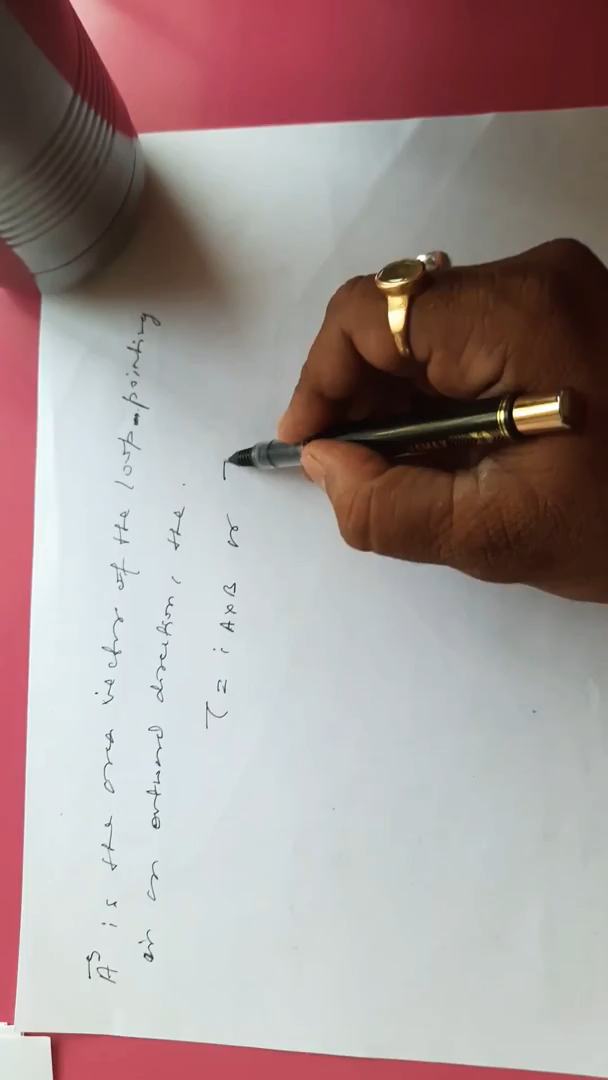 A⃗ is the area vector of the loop pointing
in an outward direction, the.
τ = i A×B or